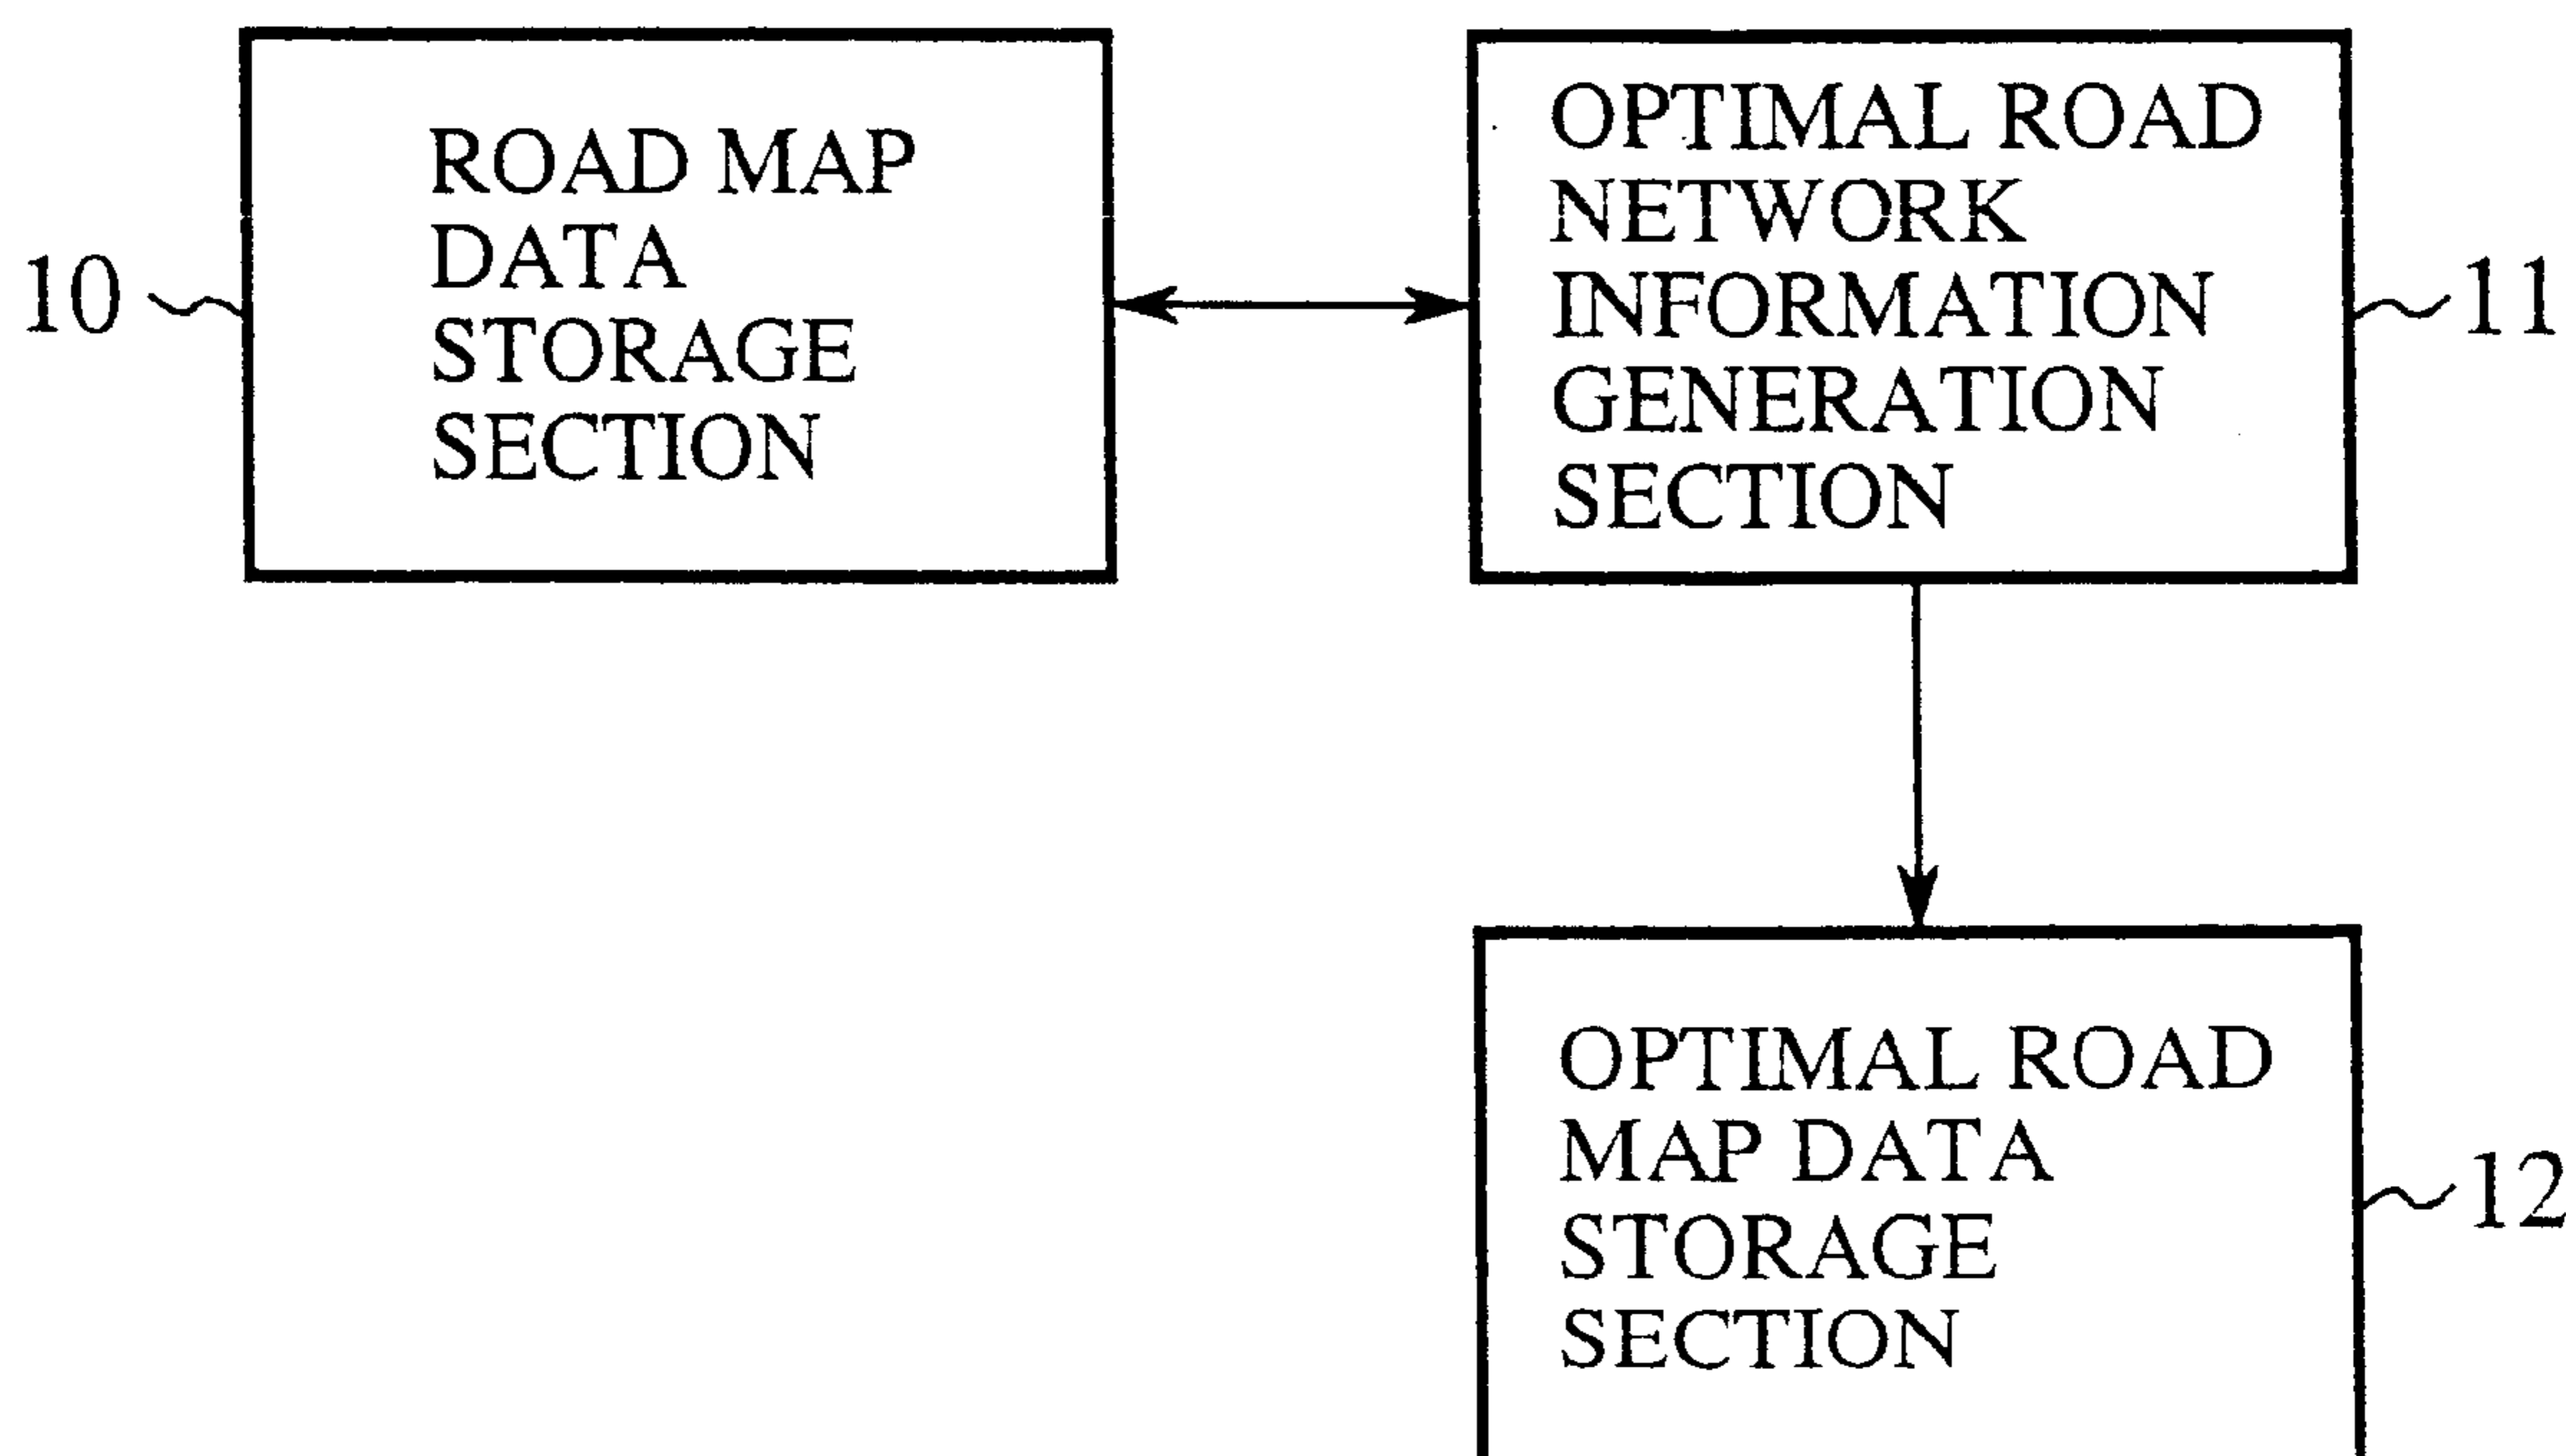 10
ROAD MAP
DATA
STORAGE
SECTION
OPTIMAL ROAD
NETWORK
INFORMATION
GENERATION
SECTION
11
OPTIMAL ROAD
MAP DATA
STORAGE
SECTION
12